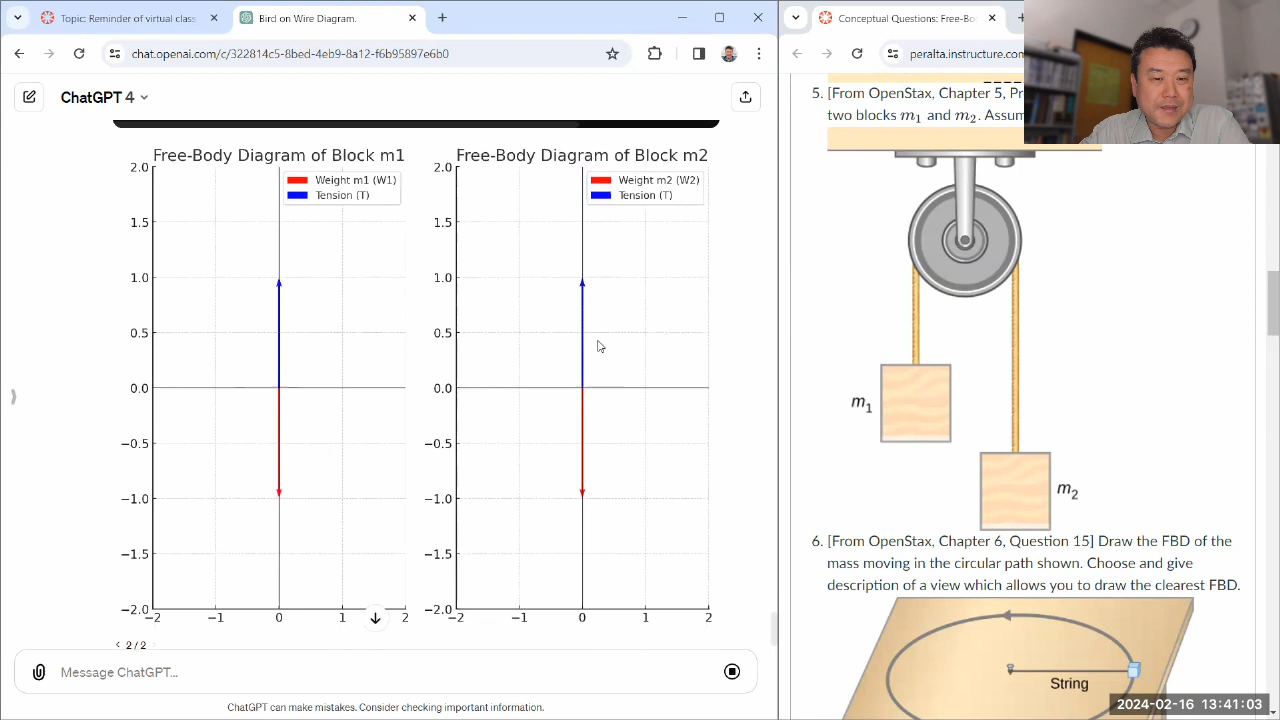 Topic: Reminder of virtual class
Bird on Wire Diagram.
Conceptual Questions: Free-Bo
chat.openai.com/c/322814c5-8bed-4eb9-8a12-f6b95897e6b0
peralta.instructure.com
ChatGPT 4
Free-Body Diagram of Block m1
Free-Body Diagram of Block m2
Weight m1 (W1)
Tension (T)
Weight m2 (W2)
Tension (T)
2.0
1.5
1.0
0.5
0.0
−0.5
−1.0
−1.5
−2.0
−2 −1 0 1 2
2.0
1.5
1.0
0.5
0.0
−0.5
−1.0
−1.5
−2.0
−2 −1 0 1 2
2 / 2
Message ChatGPT...
ChatGPT can make mistakes. Consider checking important information.
5. [From OpenStax, Chapter 5, Pr
two blocks m1 and m2. Assum
m1
m2
6. [From OpenStax, Chapter 6, Question 15] Draw the FBD of the
mass moving in the circular path shown. Choose and give
description of a view which allows you to draw the clearest FBD.
String
2024-02-16 13:41:03